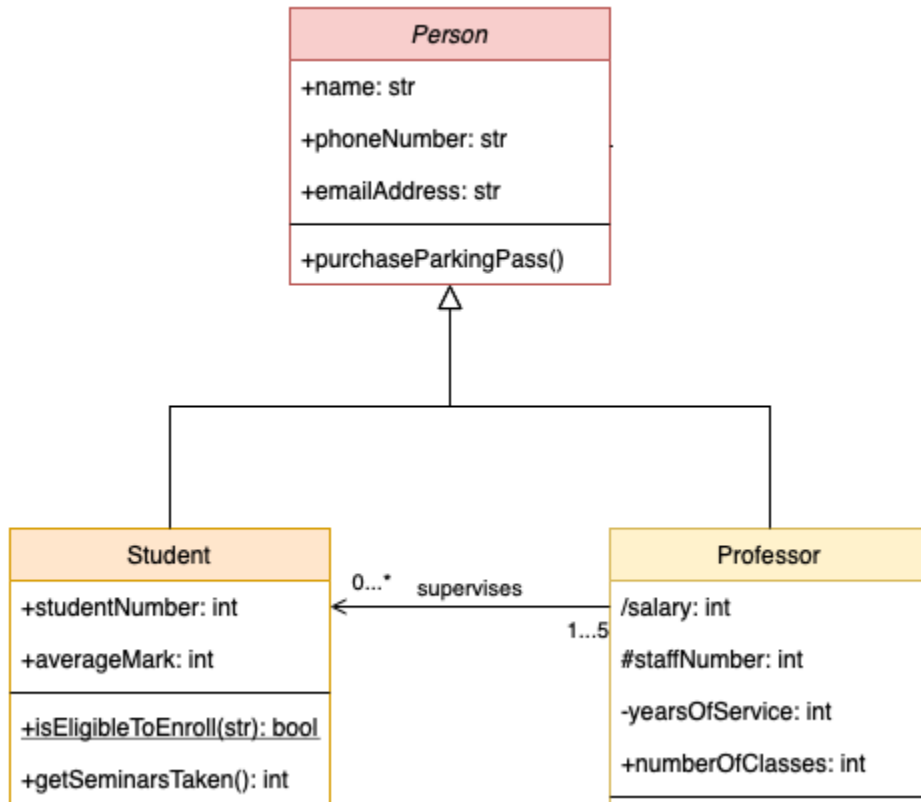 Person
+name: str
+phoneNumber: str
+emailAddress: str
+purchaseParkingPass()
Student
+studentNumber: int
+averageMark: int
+isEligibleToEnroll(str): bool
+getSeminarsTaken(): int
0...*
supervises
1...5
Professor
/salary: int
#staffNumber: int
-yearsOfService: int
+numberOfClasses: int